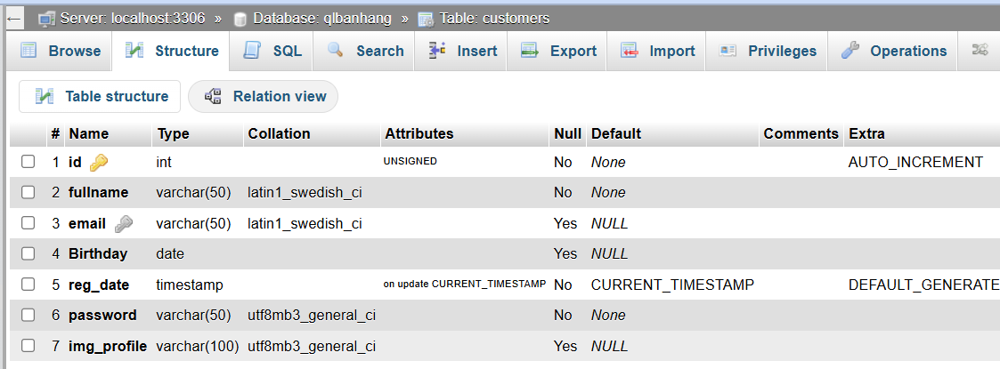 Server: localhost:3306 » Database: qlbanhang » Table: customers
Browse Structure SQL Search Insert Export Import Privileges Operations
Table structure Relation view
# Name Type Collation Attributes Null Default Comments Extra
1 id int UNSIGNED No None AUTO_INCREMENT
2 fullname varchar(50) latin1_swedish_ci No None
3 email varchar(50) latin1_swedish_ci Yes NULL
4 Birthday date Yes NULL
5 reg_date timestamp on update CURRENT_TIMESTAMP No CURRENT_TIMESTAMP DEFAULT_GENERATE
6 password varchar(50) utf8mb3_general_ci No None
7 img_profile varchar(100) utf8mb3_general_ci Yes NULL